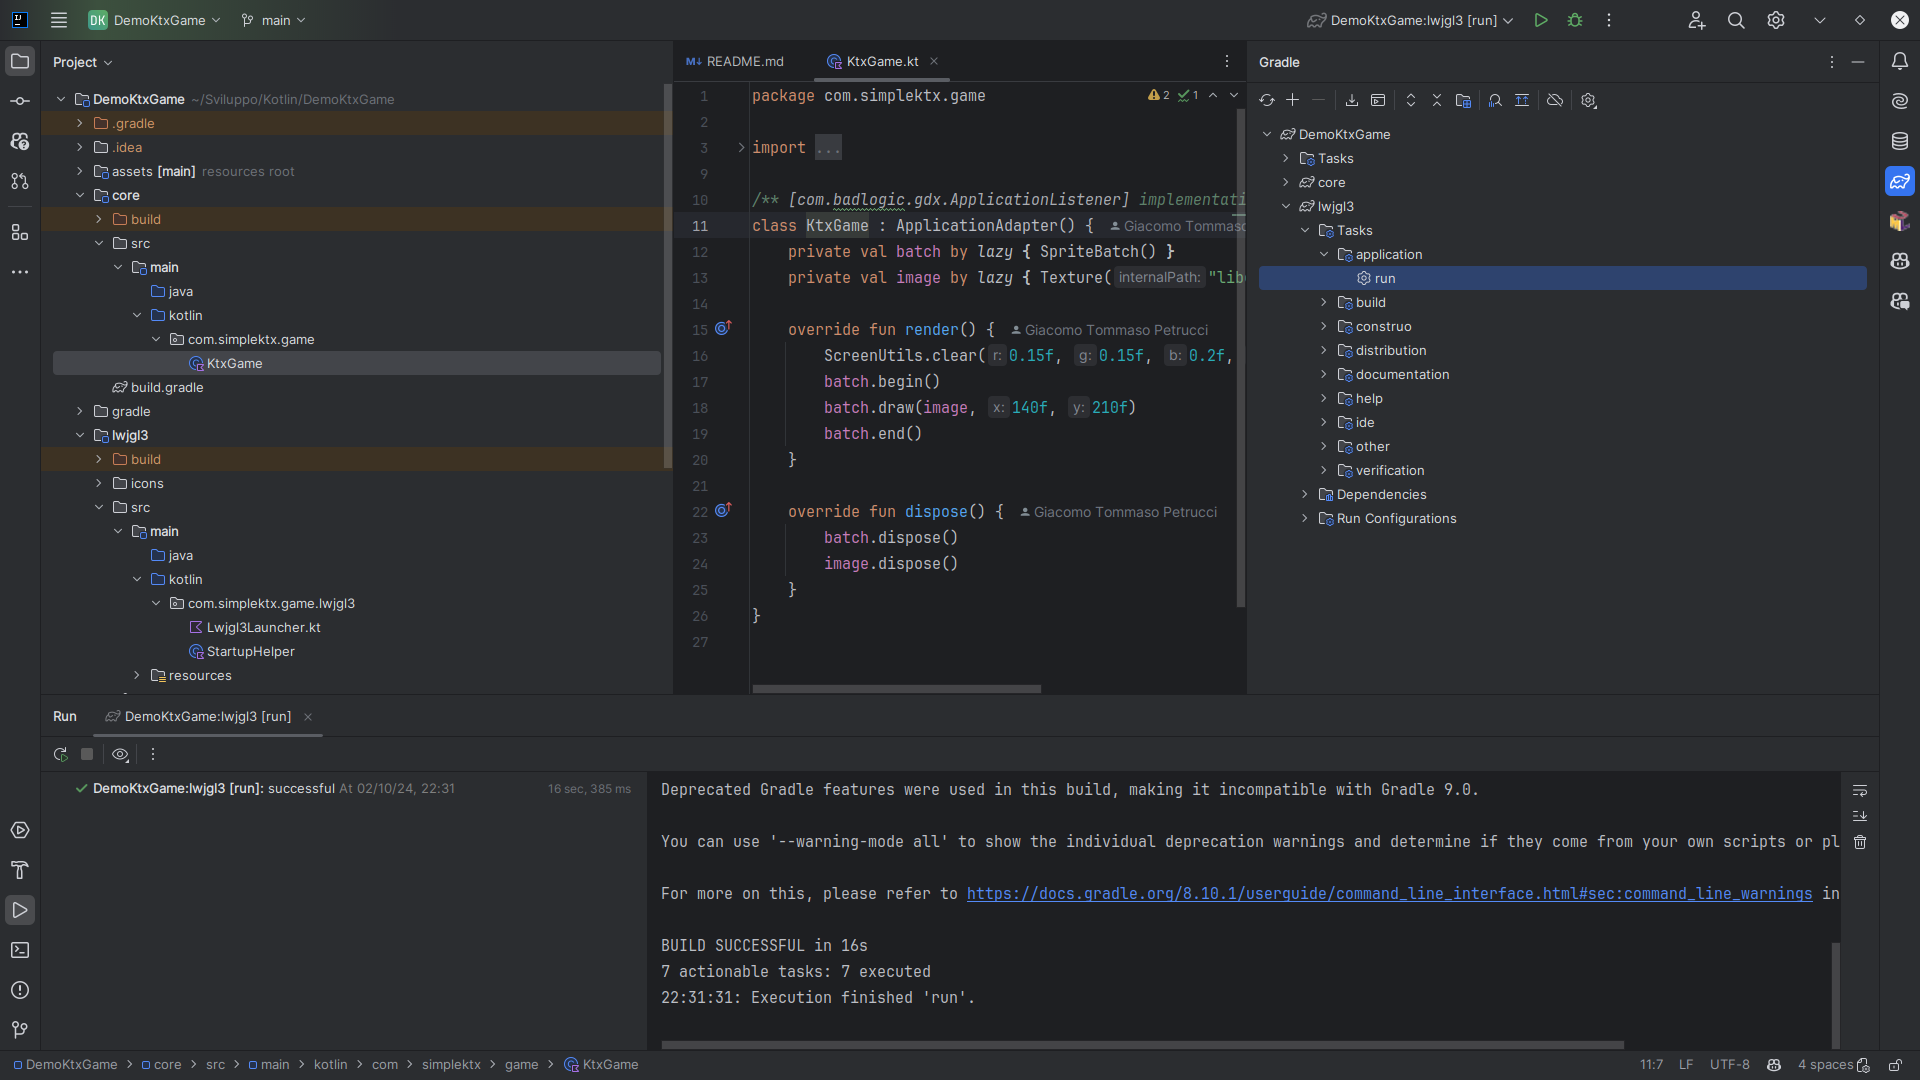 DK DemoKtxGame main DemoKtxGame:lwjgl3 [run]
Project
DemoKtxGame ~/Sviluppo/Kotlin/DemoKtxGame
.gradle
.idea
assets [main] resources root
core
build
src
main
java
kotlin
com.simplektx.game
KtxGame
build.gradle
gradle
lwjgl3
build
icons
src
main
java
kotlin
com.simplektx.game.lwjgl3
Lwjgl3Launcher.kt
StartupHelper
resources
M↓ README.md KtxGame.kt
1 package com.simplektx.game 2 1
2
3 import ...
9
10 /** [com.badlogic.gdx.ApplicationListener] implementati
11 class KtxGame : ApplicationAdapter() { Giacomo Tommaso
12 private val batch by lazy { SpriteBatch() }
13 private val image by lazy { Texture( internalPath: "lib
14
15 override fun render() { Giacomo Tommaso Petrucci
16 ScreenUtils.clear( r: 0.15f, g: 0.15f, b: 0.2f,
17 batch.begin()
18 batch.draw(image, x: 140f, y: 210f)
19 batch.end()
20 }
21
22 override fun dispose() { Giacomo Tommaso Petrucci
23 batch.dispose()
24 image.dispose()
25 }
26 }
27
Gradle
DemoKtxGame
Tasks
core
lwjgl3
Tasks
application
run
build
construo
distribution
documentation
help
ide
other
verification
Dependencies
Run Configurations
Run DemoKtxGame:lwjgl3 [run]
DemoKtxGame:lwjgl3 [run]: successful At 02/10/24, 22:31 16 sec, 385 ms
Deprecated Gradle features were used in this build, making it incompatible with Gradle 9.0.
You can use '--warning-mode all' to show the individual deprecation warnings and determine if they come from your own scripts or pl
For more on this, please refer to https://docs.gradle.org/8.10.1/userguide/command_line_interface.html#sec:command_line_warnings in
BUILD SUCCESSFUL in 16s
7 actionable tasks: 7 executed
22:31:31: Execution finished 'run'.
DemoKtxGame > core > src > main > kotlin > com > simplektx > game > KtxGame 11:7 LF UTF-8 4 spaces